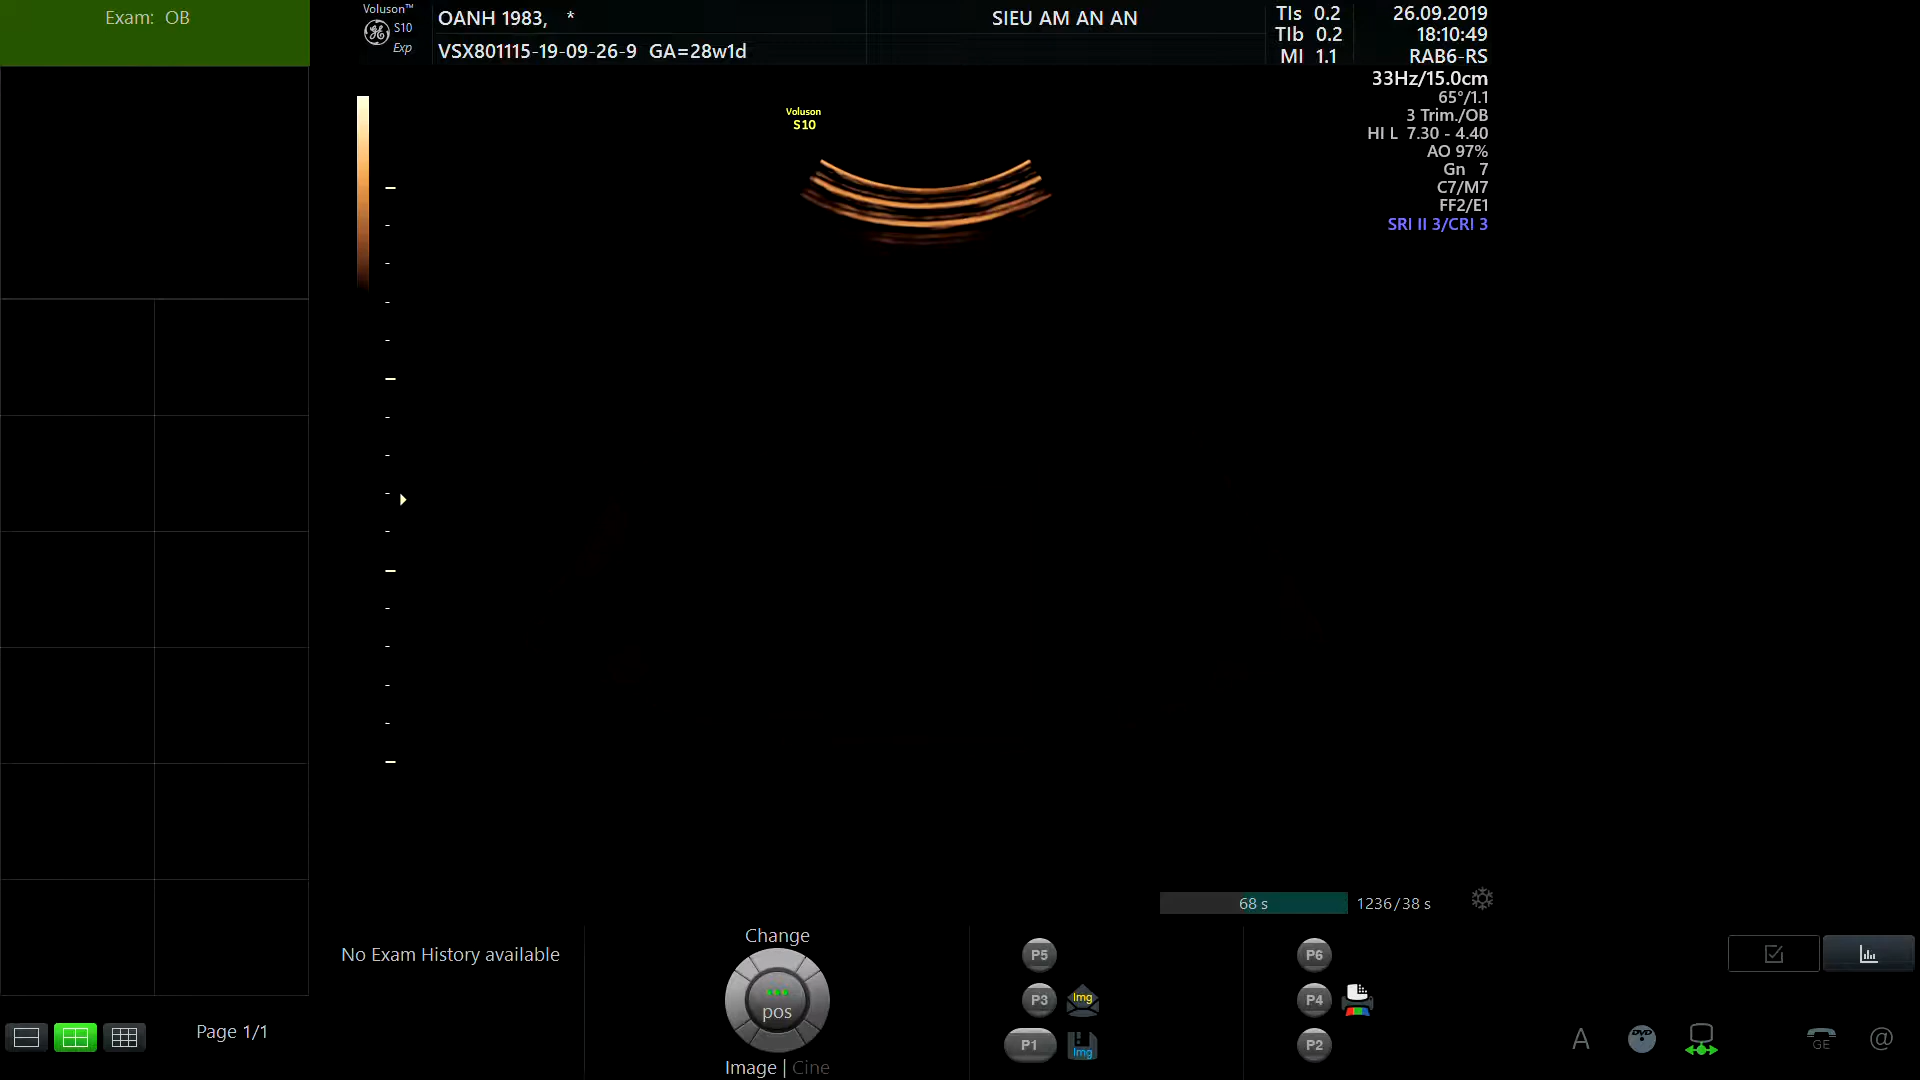 Exam: OB
Voluson™
S10
Exp
OANH 1983, *
VSX801115-19-09-26-9 GA=28w1d
SIEU AM AN AN
TIs 0.2
TIb 0.2
MI 1.1
26.09.2019
18:10:49
RAB6-RS
33Hz/15.0cm
65°/1.1
3 Trim./OB
HI L 7.30 - 4.40
AO 97%
Gn 7
C7/M7
FF2/E1
SRI II 3/CRI 3
Voluson
S10
68 s
1236/38 s
No Exam History available
Change
pos
Image | Cine
P5
P3
Img
P1
Img
P6
P4
P2
Page 1/1
A
DVD
GE
@